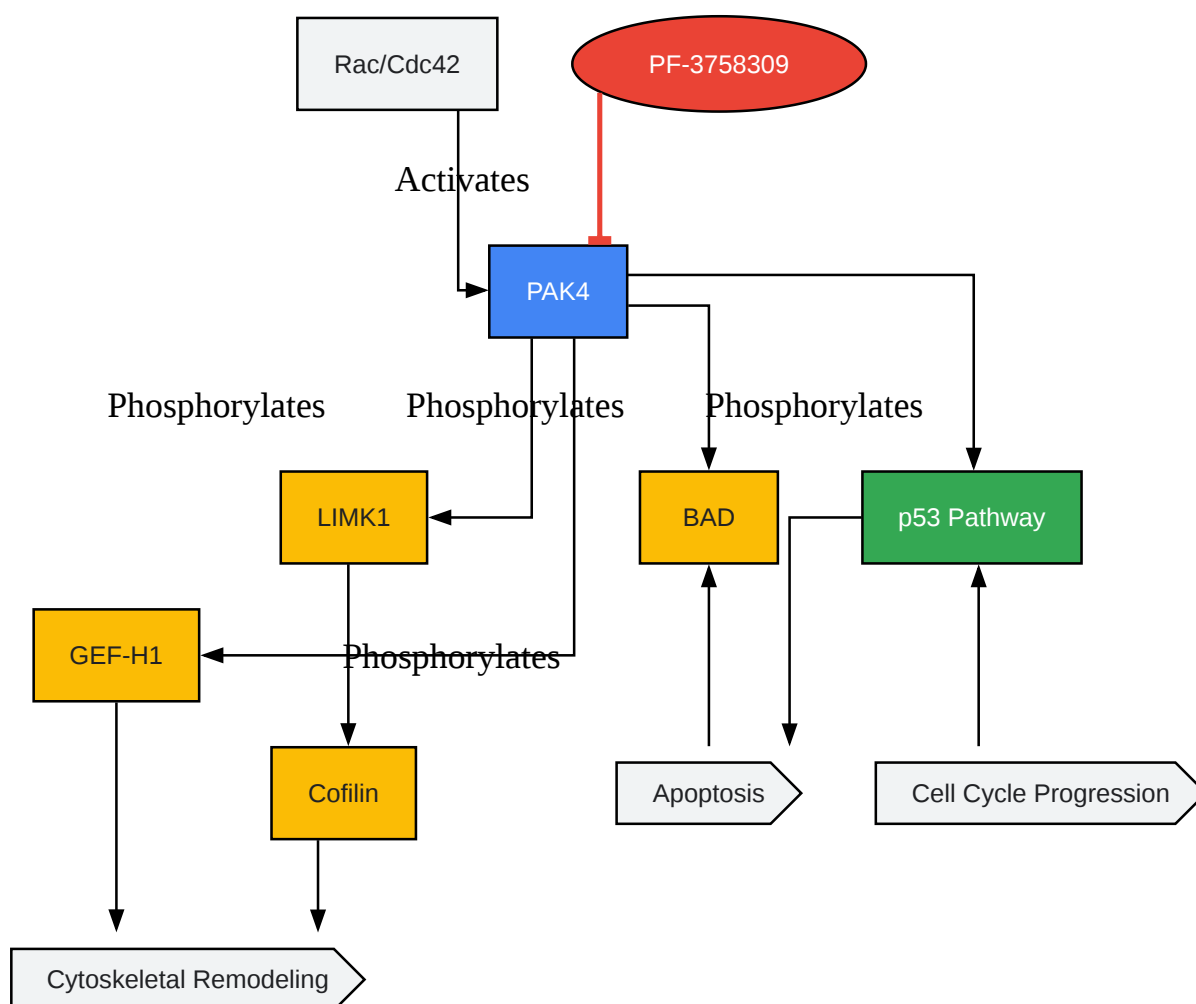 Rac/Cdc42
PF-3758309
Activates
PAK4
Phosphorylates
Phosphorylates
Phosphorylates
LIMK1
BAD
p53 Pathway
GEF-H1
Phosphorylates
Cofilin
Apoptosis
Cell Cycle Progression
Cytoskeletal Remodeling